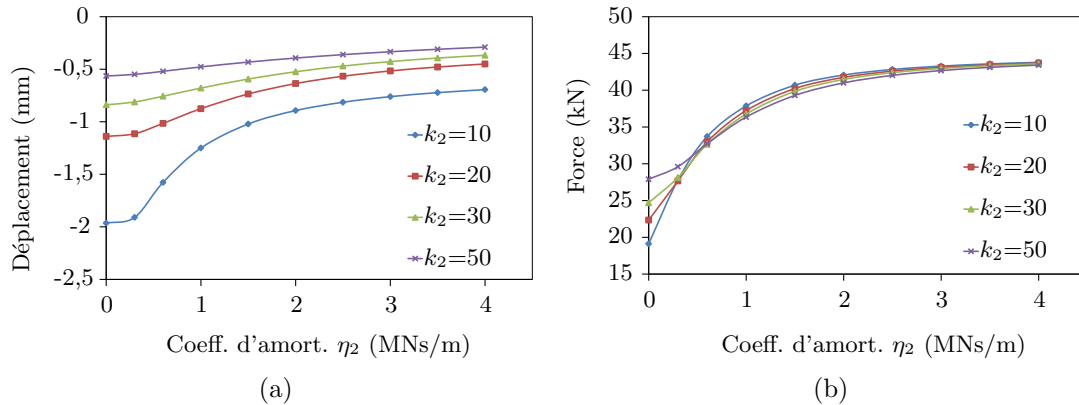 0
-0,5
-1
-1,5
-2
-2,5
Déplacement (mm)
0 1 2 3 4
Coeff. d'amort. η₂ (MNs/m)
k₂=10
k₂=20
k₂=30
k₂=50
(a)
50
45
40
35
30
25
20
15
Force (kN)
0 1 2 3 4
Coeff. d'amort. η₂ (MNs/m)
k₂=10
k₂=20
k₂=30
k₂=50
(b)